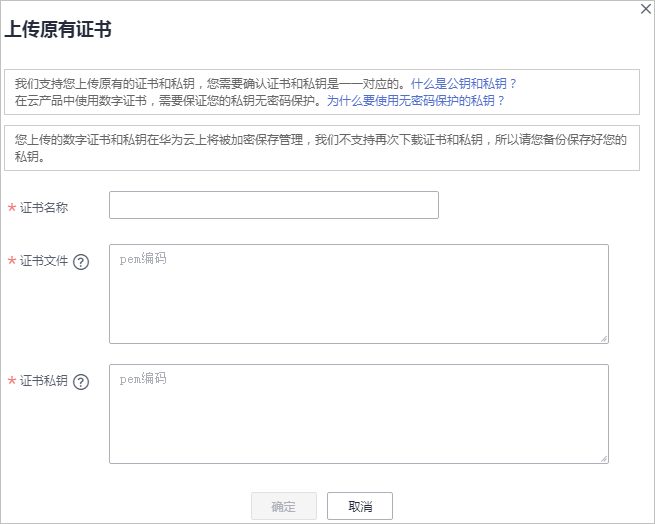 上传原有证书
我们支持您上传原有的证书和私钥，您需要确认证书和私钥是一一对应的。什么是公钥和私钥？
在云产品中使用数字证书，需要保证您的私钥无密码保护。为什么要使用无密码保护的私钥？
您上传的数字证书和私钥在华为云上将被加密保存管理，我们不支持再次下载证书和私钥，所以请您备份保存好您的
私钥。
* 证书名称
* 证书文件 ?
pem编码
* 证书私钥 ?
pem编码
确定 取消